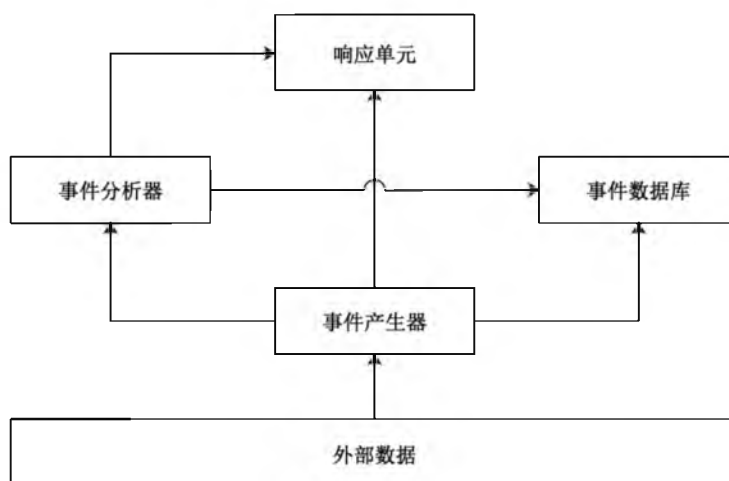 响应单元
事件分析器
事件数据库
事件产生器
外部数据